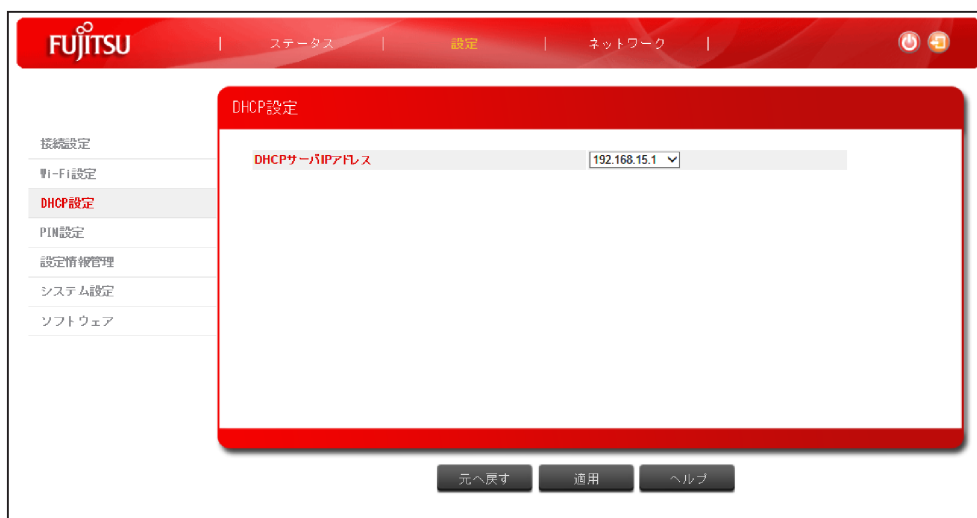 FUJITSU
ステータス
設定
ネットワーク
DHCP設定
接続設定
Wi-Fi設定
DHCP設定
PIN設定
設定情報管理
システム設定
ソフトウェア
DHCPサーバIPアドレス
192.168.15.1
元へ戻す
適用
ヘルプ